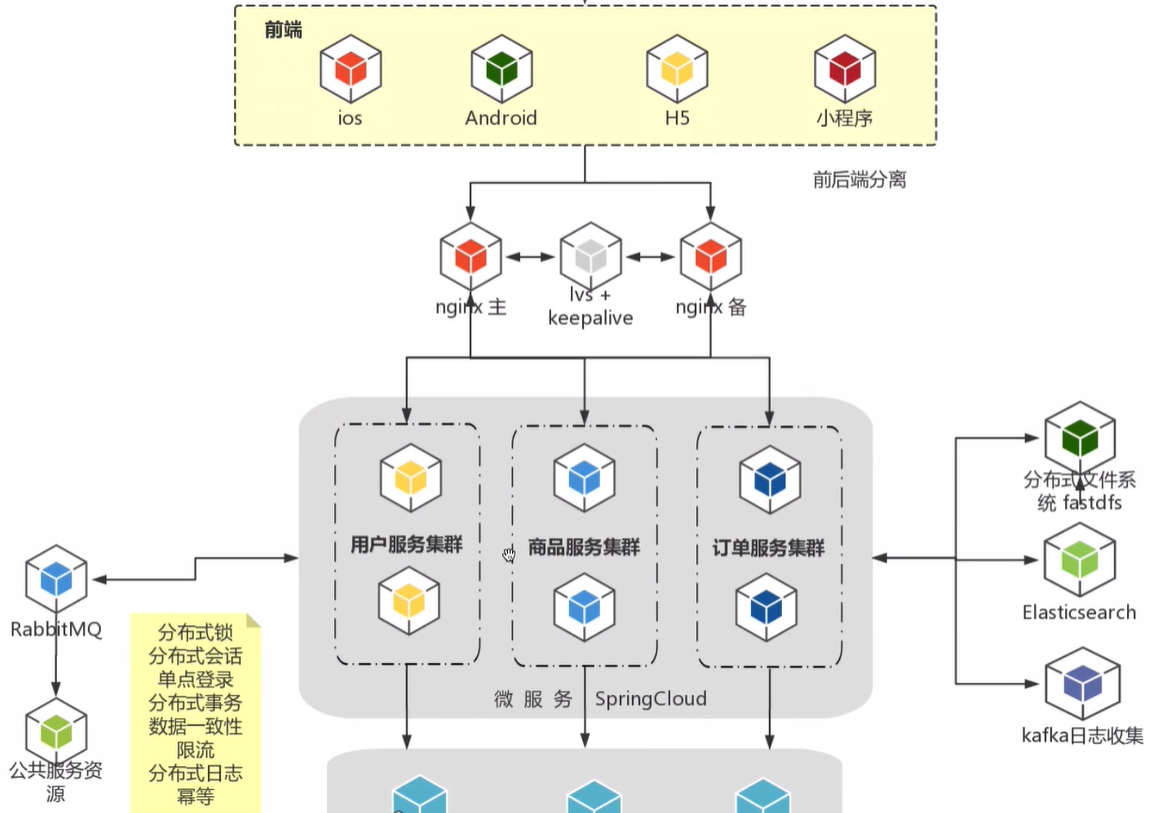 前端
ios
Android
H5
小程序
前后端分离
nginx 主
lvs +
keepalive
nginx 备
用户服务集群
商品服务集群
订单服务集群
微 服 务
SpringCloud
RabbitMQ
公共服务资
源
分布式锁
分布式会话
单点登录
分布式事务
数据一致性
限流
分布式日志
幂等
分布式文件系
统 fastdfs
Elasticsearch
kafka日志收集